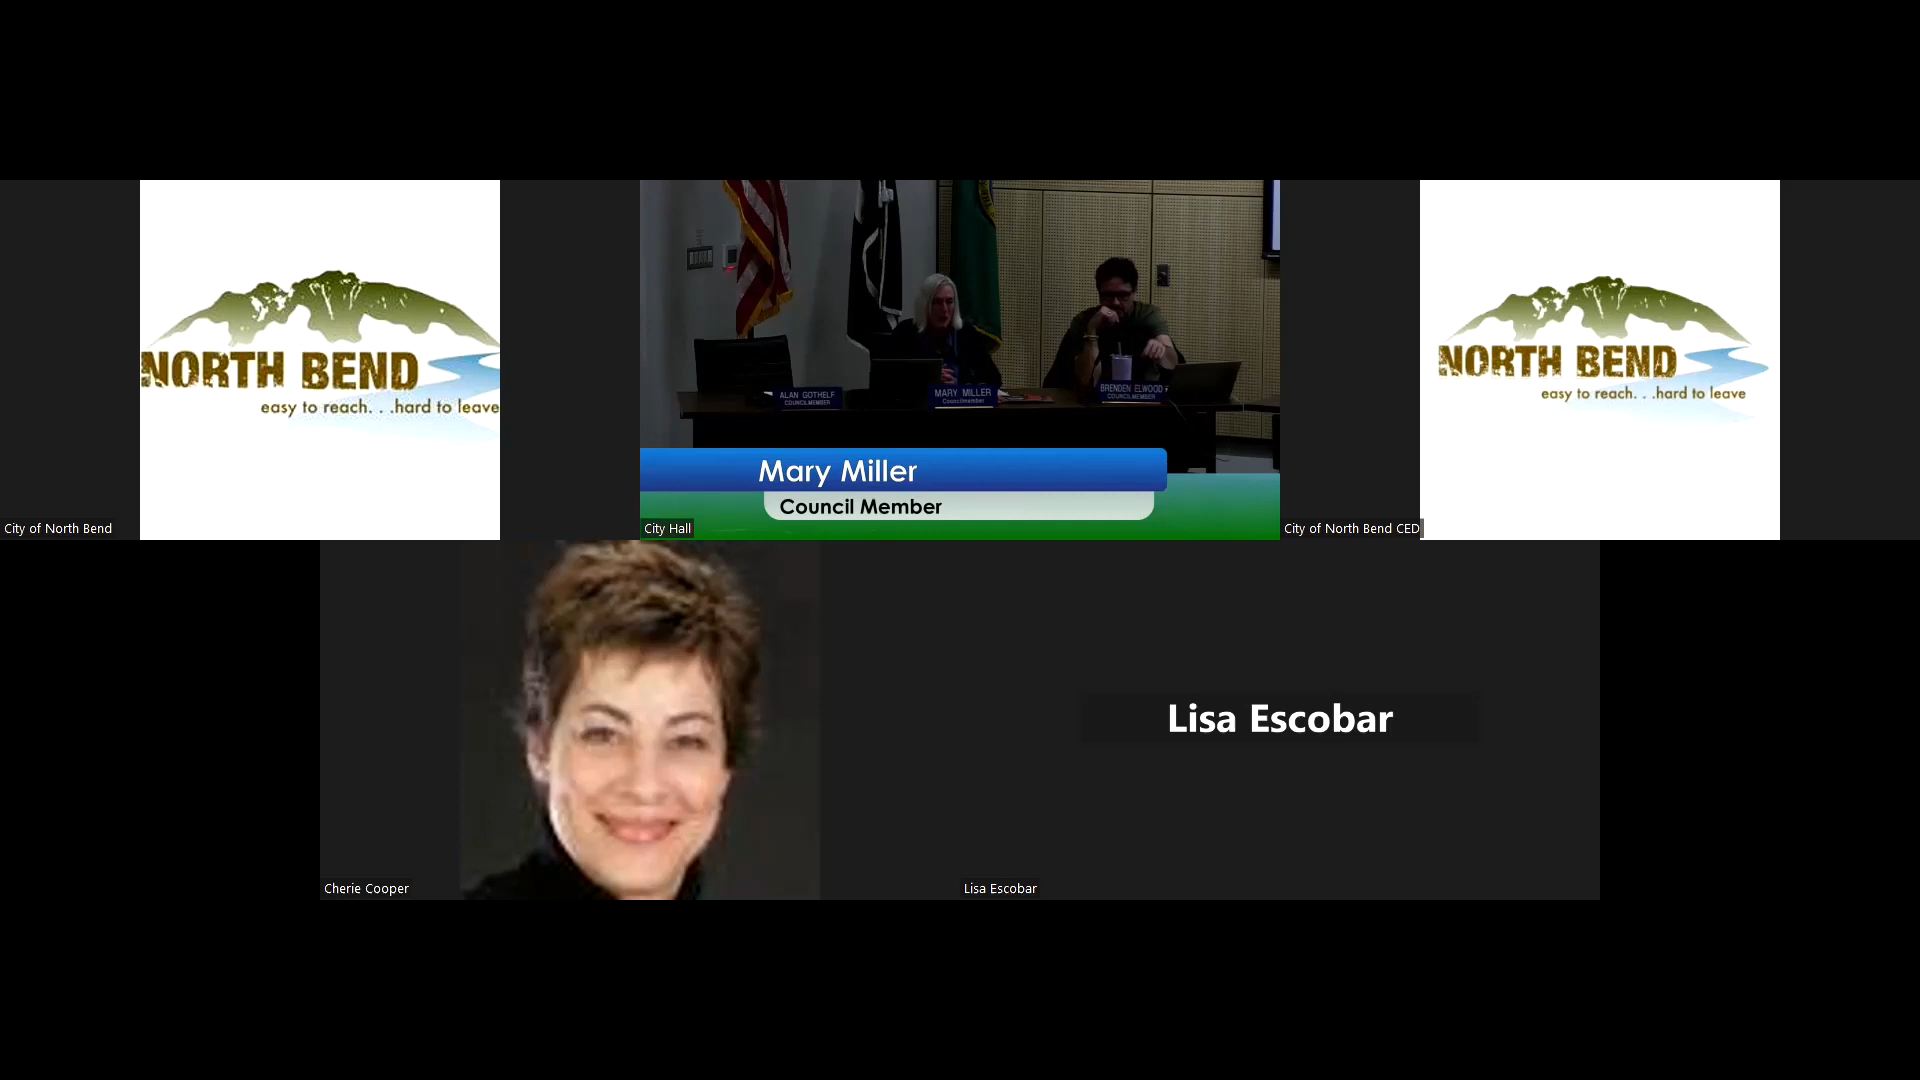 NORTH BEND
easy to reach. . .hard to leave
City of North Bend
ALAN GOTHELF
COUNCILMEMBER
MARY MILLER
Councilmember
BRENDEN ELWOOD
COUNCILMEMBER
Mary Miller
Council Member
City Hall
NORTH BEND
easy to reach. . .hard to leave
City of North Bend CED
Cherie Cooper
Lisa Escobar
Lisa Escobar